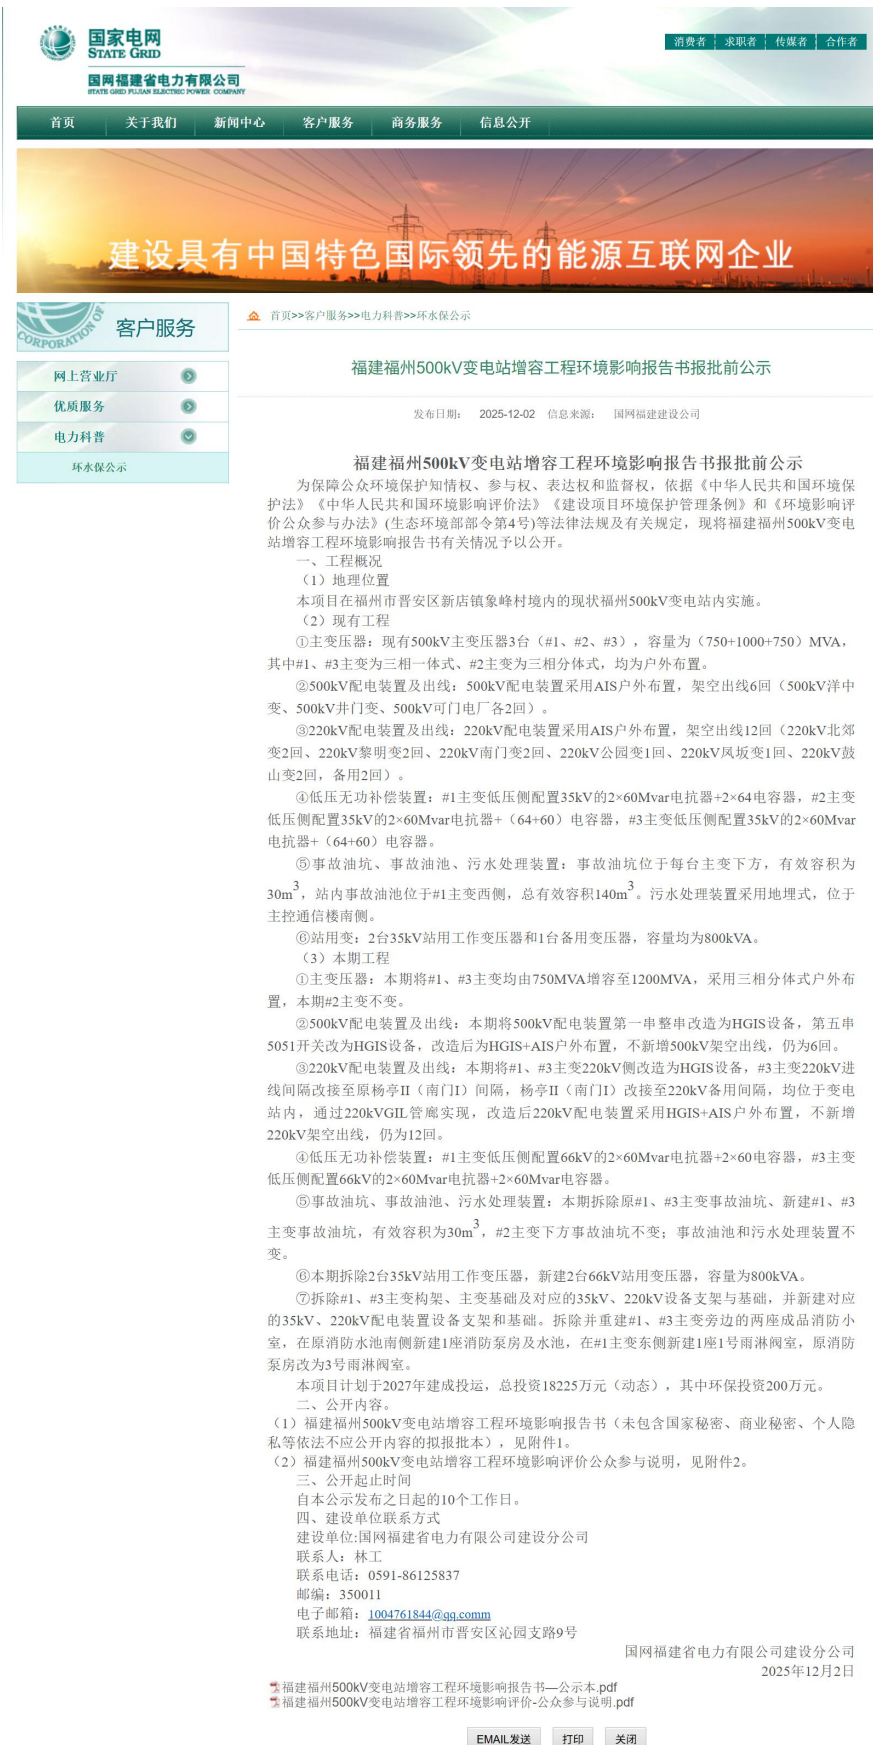 国家电网
STATE GRID
国网福建省电力有限公司
STATE GRID FUJIAN ELECTRIC POWER COMPANY
消费者 求职者 传媒者 合作者
首页 关于我们 新闻中心 客户服务 商务服务 信息公开
建设具有中国特色国际领先的能源互联网企业
CORPORATION OF
客户服务
网上营业厅
优质服务
电力科普
环水保公示
首页>>客户服务>>电力科普>>环水保公示
福建福州500kV变电站增容工程环境影响报告书报批前公示
发布日期: 2025-12-02 信息来源: 国网福建建设公司
福建福州500kV变电站增容工程环境影响报告书报批前公示
为保障公众环境保护知情权、参与权、表达权和监督权，依据《中华人民共和国环境保
护法》《中华人民共和国环境影响评价法》《建设项目环境保护管理条例》和《环境影响评
价公众参与办法》(生态环境部部令第4号)等法律法规及有关规定，现将福建福州500kV变电
站增容工程环境影响报告书有关情况予以公开。
一、工程概况
（1）地理位置
本项目在福州市晋安区新店镇象峰村境内的现状福州500kV变电站内实施。
（2）现有工程
①主变压器：现有500kV主变压器3台（#1、#2、#3），容量为（750+1000+750）MVA，
其中#1、#3主变为三相一体式、#2主变为三相分体式，均为户外布置。
②500kV配电装置及出线：500kV配电装置采用AIS户外布置，架空出线6回（500kV洋中
变、500kV井门变、500kV可门电厂各2回）。
③220kV配电装置及出线：220kV配电装置采用AIS户外布置，架空出线12回（220kV北郊
变2回、220kV黎明变2回、220kV南门变2回、220kV公园变1回、220kV凤坂变1回、220kV鼓
山变2回，备用2回）。
④低压无功补偿装置：#1主变低压侧配置35kV的2×60Mvar电抗器+2×64电容器，#2主变
低压侧配置35kV的2×60Mvar电抗器+（64+60）电容器，#3主变低压侧配置35kV的2×60Mvar
电抗器+（64+60）电容器。
⑤事故油坑、事故油池、污水处理装置：事故油坑位于每台主变下方，有效容积为
30m³，站内事故油池位于#1主变西侧，总有效容积140m³。污水处理装置采用地埋式，位于
主控通信楼南侧。
⑥站用变：2台35kV站用工作变压器和1台备用变压器，容量均为800kVA。
（3）本期工程
①主变压器：本期将#1、#3主变均由750MVA增容至1200MVA，采用三相分体式户外布
置，本期#2主变不变。
②500kV配电装置及出线：本期将500kV配电装置第一串整串改造为HGIS设备，第五串
5051开关改为HGIS设备，改造后为HGIS+AIS户外布置，不新增500kV架空出线，仍为6回。
③220kV配电装置及出线：本期将#1、#3主变220kV侧改造为HGIS设备，#3主变220kV进
线间隔改接至原杨亭II（南门I）间隔，杨亭II（南门I）改接至220kV备用间隔，均位于变电
站内，通过220kVGIL管廊实现，改造后220kV配电装置采用HGIS+AIS户外布置，不新增
220kV架空出线，仍为12回。
④低压无功补偿装置：#1主变低压侧配置66kV的2×60Mvar电抗器+2×60电容器，#3主变
低压侧配置66kV的2×60Mvar电抗器+2×60Mvar电容器。
⑤事故油坑、事故油池、污水处理装置：本期拆除原#1、#3主变事故油坑、新建#1、#3
主变事故油坑，有效容积为30m³，#2主变下方事故油坑不变；事故油池和污水处理装置不
变。
⑥本期拆除2台35kV站用工作变压器，新建2台66kV站用变压器，容量为800kVA。
⑦拆除#1、#3主变构架、主变基础及对应的35kV、220kV设备支架与基础，并新建对应
的35kV、220kV配电装置设备支架和基础。拆除并重建#1、#3主变旁边的两座成品消防小
室，在原消防水池南侧新建1座消防泵房及水池，在#1主变东侧新建1座1号雨淋阀室，原消防
泵房改为3号雨淋阀室。
本项目计划于2027年建成投运，总投资18225万元（动态），其中环保投资200万元。
二、公开内容。
（1）福建福州500kV变电站增容工程环境影响报告书（未包含国家秘密、商业秘密、个人隐
私等依法不应公开内容的拟报批本），见附件1。
（2）福建福州500kV变电站增容工程环境影响评价公众参与说明，见附件2。
三、公开起止时间
自本公示发布之日起的10个工作日。
四、建设单位联系方式
建设单位:国网福建省电力有限公司建设分公司
联系人：林工
联系电话：0591-86125837
邮编：350011
电子邮箱：1004761844@qq.comm
联系地址：福建省福州市晋安区沁园支路9号
国网福建省电力有限公司建设分公司
2025年12月2日
福建福州500kV变电站增容工程环境影响报告书—公示本.pdf
福建福州500kV变电站增容工程环境影响评价-公众参与说明.pdf
EMAIL发送 打印 关闭